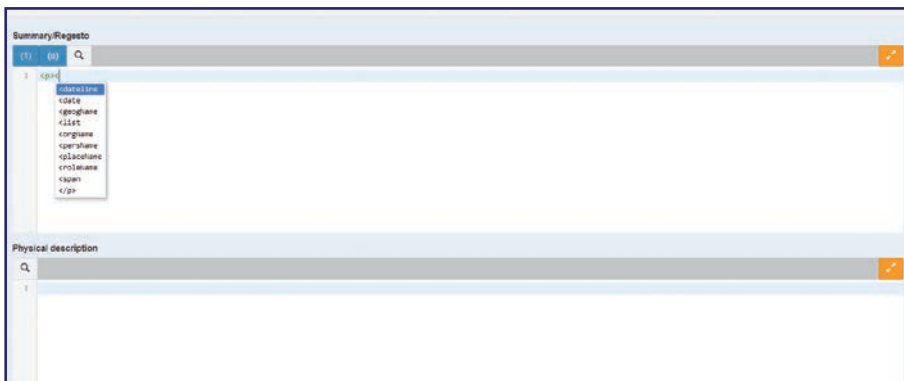 Summary/Regesto
1 <p><
<dateline
<date
<geogName
<list
<orgName
<persName
<placeName
<roleName
<span
</p>
Physical description
1